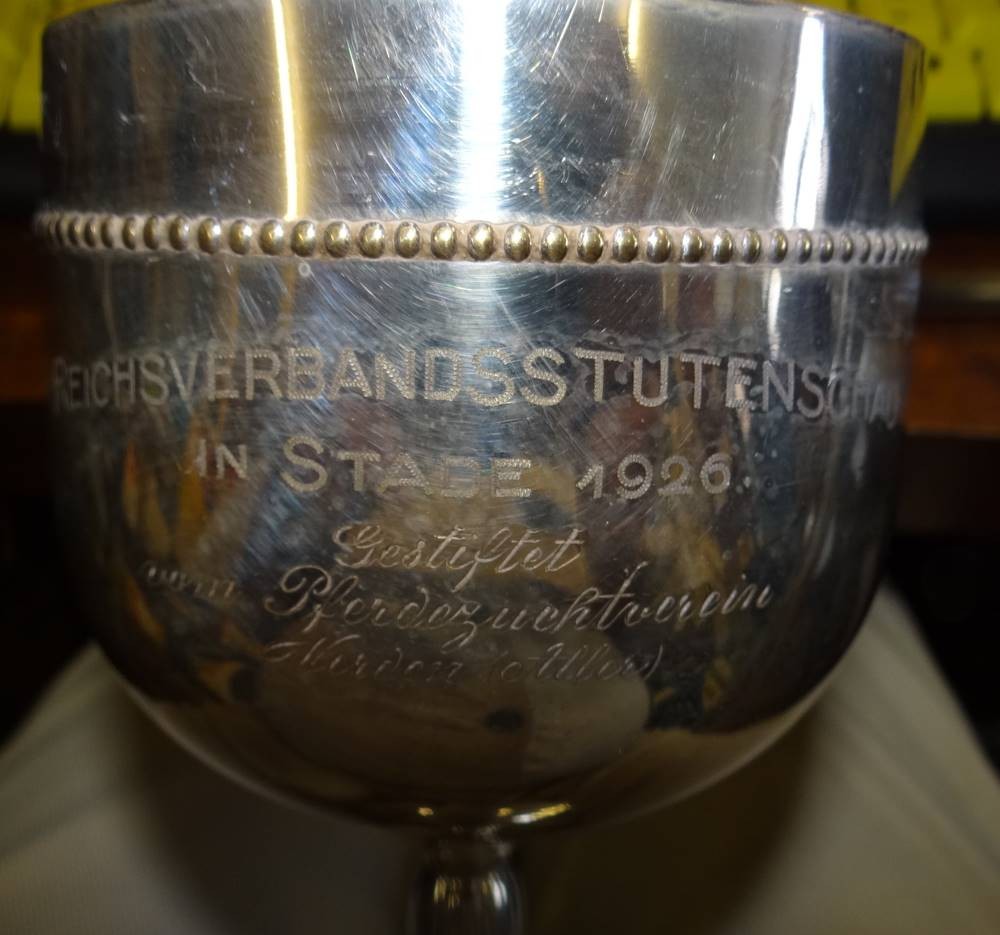 REICHSVERBANDSSTUTENSCHAU
IN STADE 1926.
Gestiftet
vom Pferdezuchtverein
Verden (Aller)